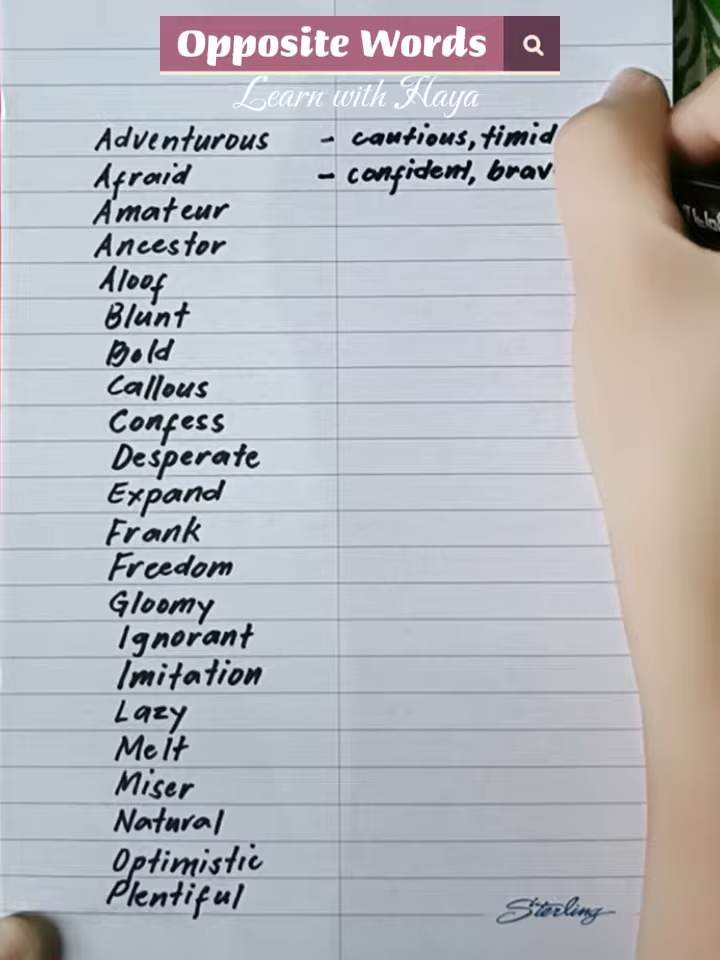 Opposite Words
Learn with Haya
Adventurous - cautious, timid
Afraid - confident, brav
Amateur
Ancestor
Aloof
Blunt
Bold
Callous
Confess
Desperate
Expand
Frank
Freedom
Gloomy
Ignorant
Imitation
Lazy
Melt
Miser
Natural
Optimistic
Plentiful
Sterling